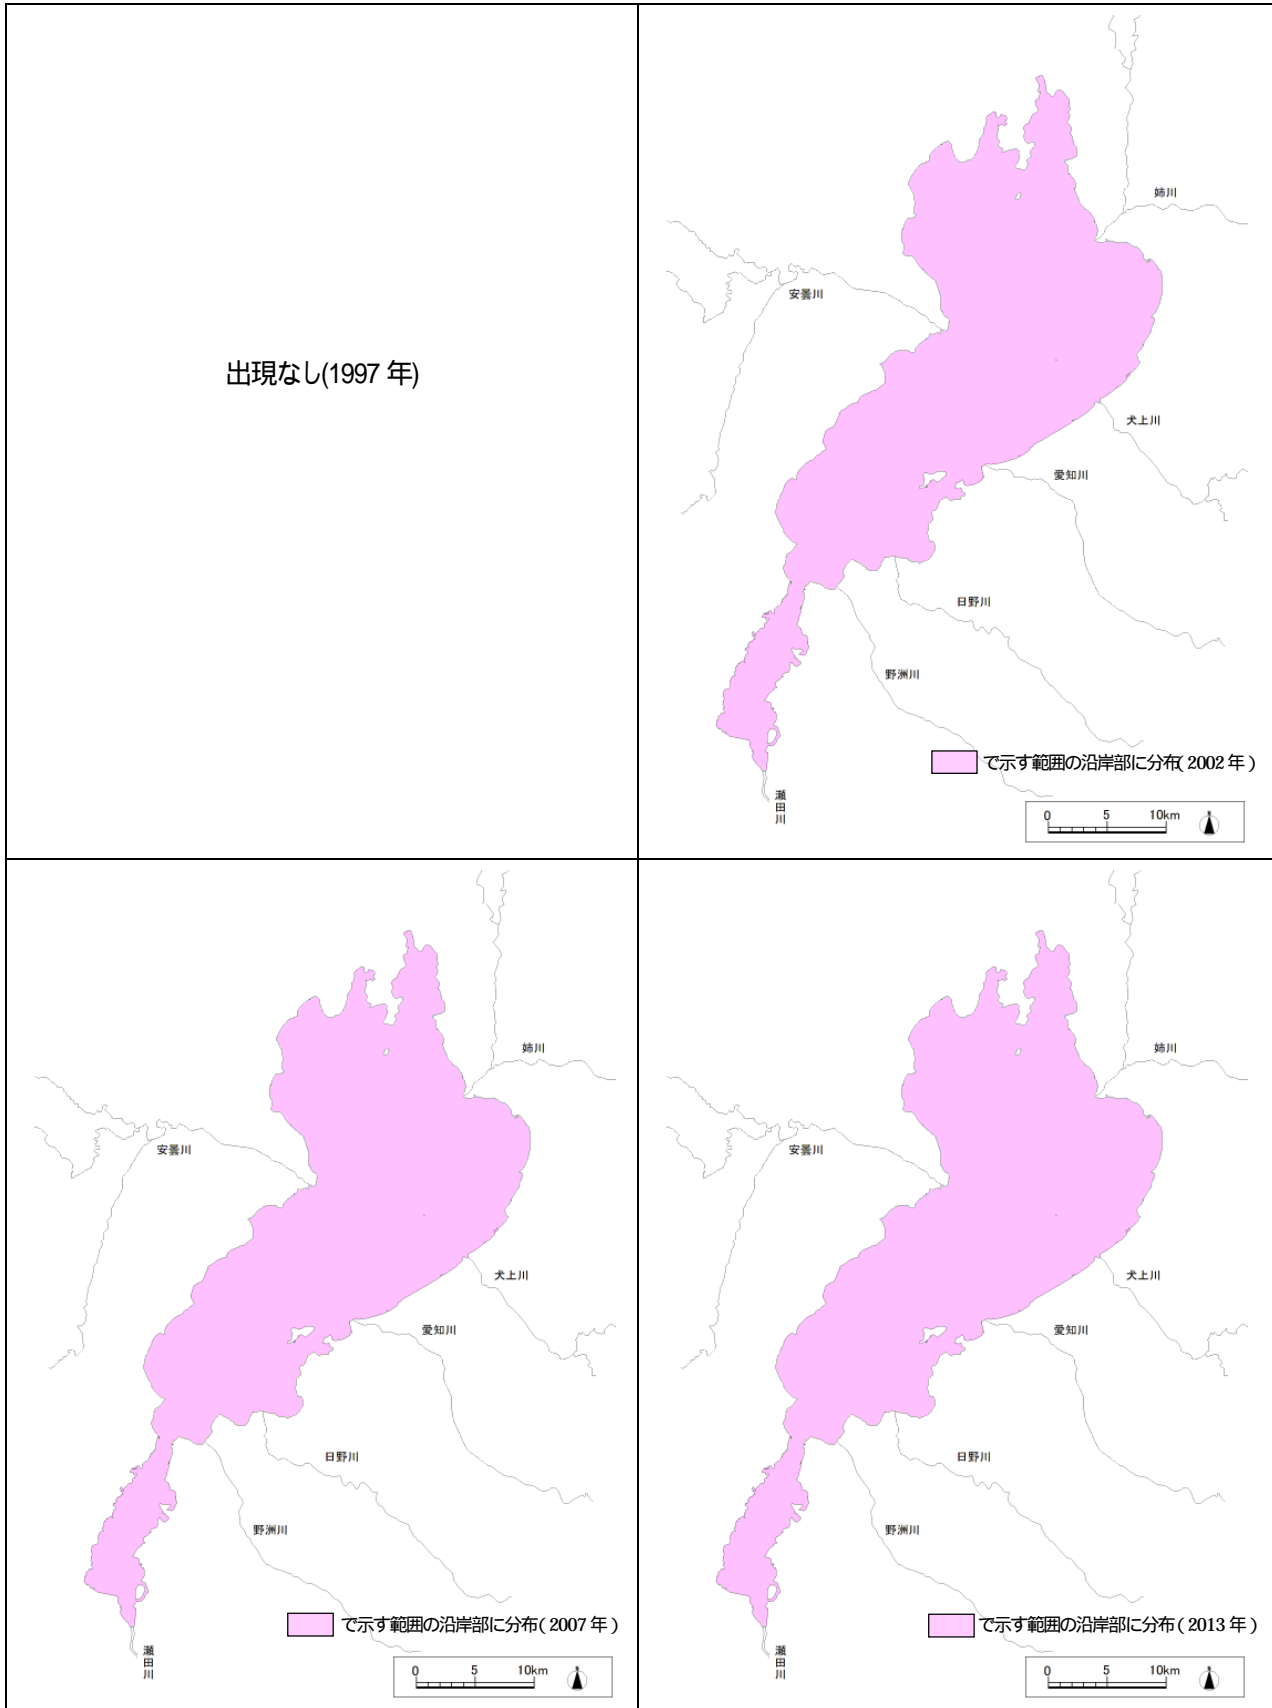 出現なし(1997 年)
姉川
安曇川
犬上川
愛知川
日野川
野洲川
で示す範囲の沿岸部に分布( 2002 年 )
瀬田川
0 5 10km
姉川
安曇川
犬上川
愛知川
日野川
野洲川
で示す範囲の沿岸部に分布( 2007 年 )
瀬田川
0 5 10km
姉川
安曇川
犬上川
愛知川
日野川
野洲川
で示す範囲の沿岸部に分布( 2013 年 )
瀬田川
0 5 10km